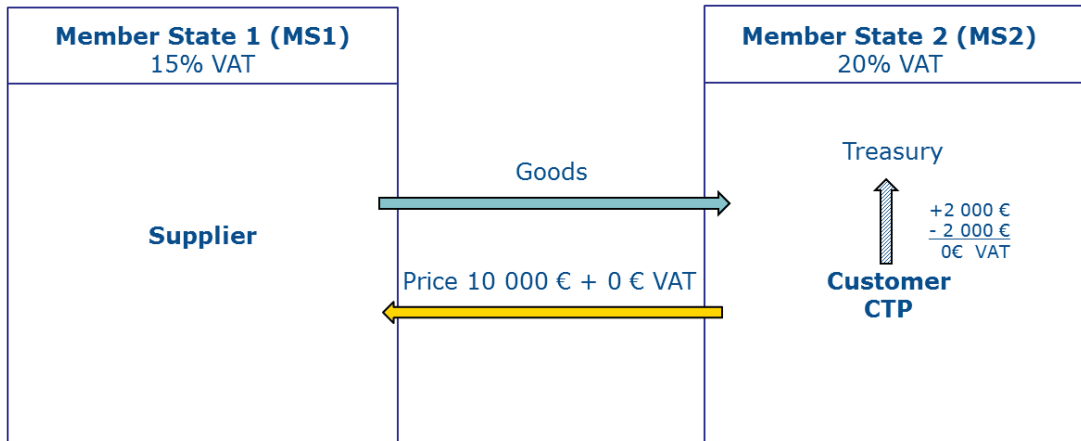 Member State 1 (MS1)
15% VAT
Member State 2 (MS2)
20% VAT
Goods
Supplier
Price 10 000 € + 0 € VAT
Treasury
+2 000 €
- 2 000 €
0€ VAT
Customer
CTP